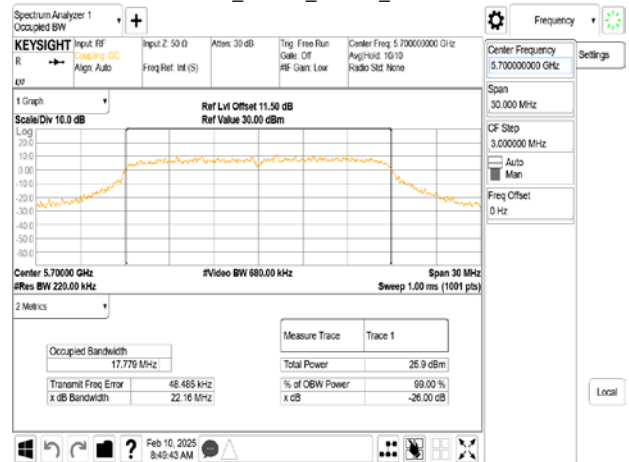 Spectrum Analyzer 1
Occupied BW
Frequency
KEYSIGHT
R
Input: RF
Coupling: DC
Align: Auto
Input Z: 50 Ω
Freq Ref: Int (S)
Atten: 30 dB
Trig: Free Run
Gate: Off
#IF Gain: Low
Center Freq: 5.700000000 GHz
Avg|Hold: 10/10
Radio Std: None
Center Frequency
5.700000000 GHz
Settings
Span
30.000 MHz
CF Step
3.000000 MHz
Auto
Man
Freq Offset
0 Hz
1 Graph
Scale/Div 10.0 dB
Ref Lvl Offset 11.50 dB
Ref Value 30.00 dBm
Log
20.0
10.0
0.00
-10.0
-20.0
-30.0
-40.0
-50.0
-60.0
Center 5.70000 GHz
#Video BW 680.00 kHz
Span 30 MHz
#Res BW 220.00 kHz
Sweep 1.00 ms (1001 pts)
2 Metrics
Measure Trace
Trace 1
Occupied Bandwidth
17.779 MHz
Total Power
25.9 dBm
Transmit Freq Error
48.485 kHz
% of OBW Power
99.00 %
x dB Bandwidth
22.16 MHz
x dB
-26.00 dB
Local
?
Feb 10, 2025
8:49:43 AM